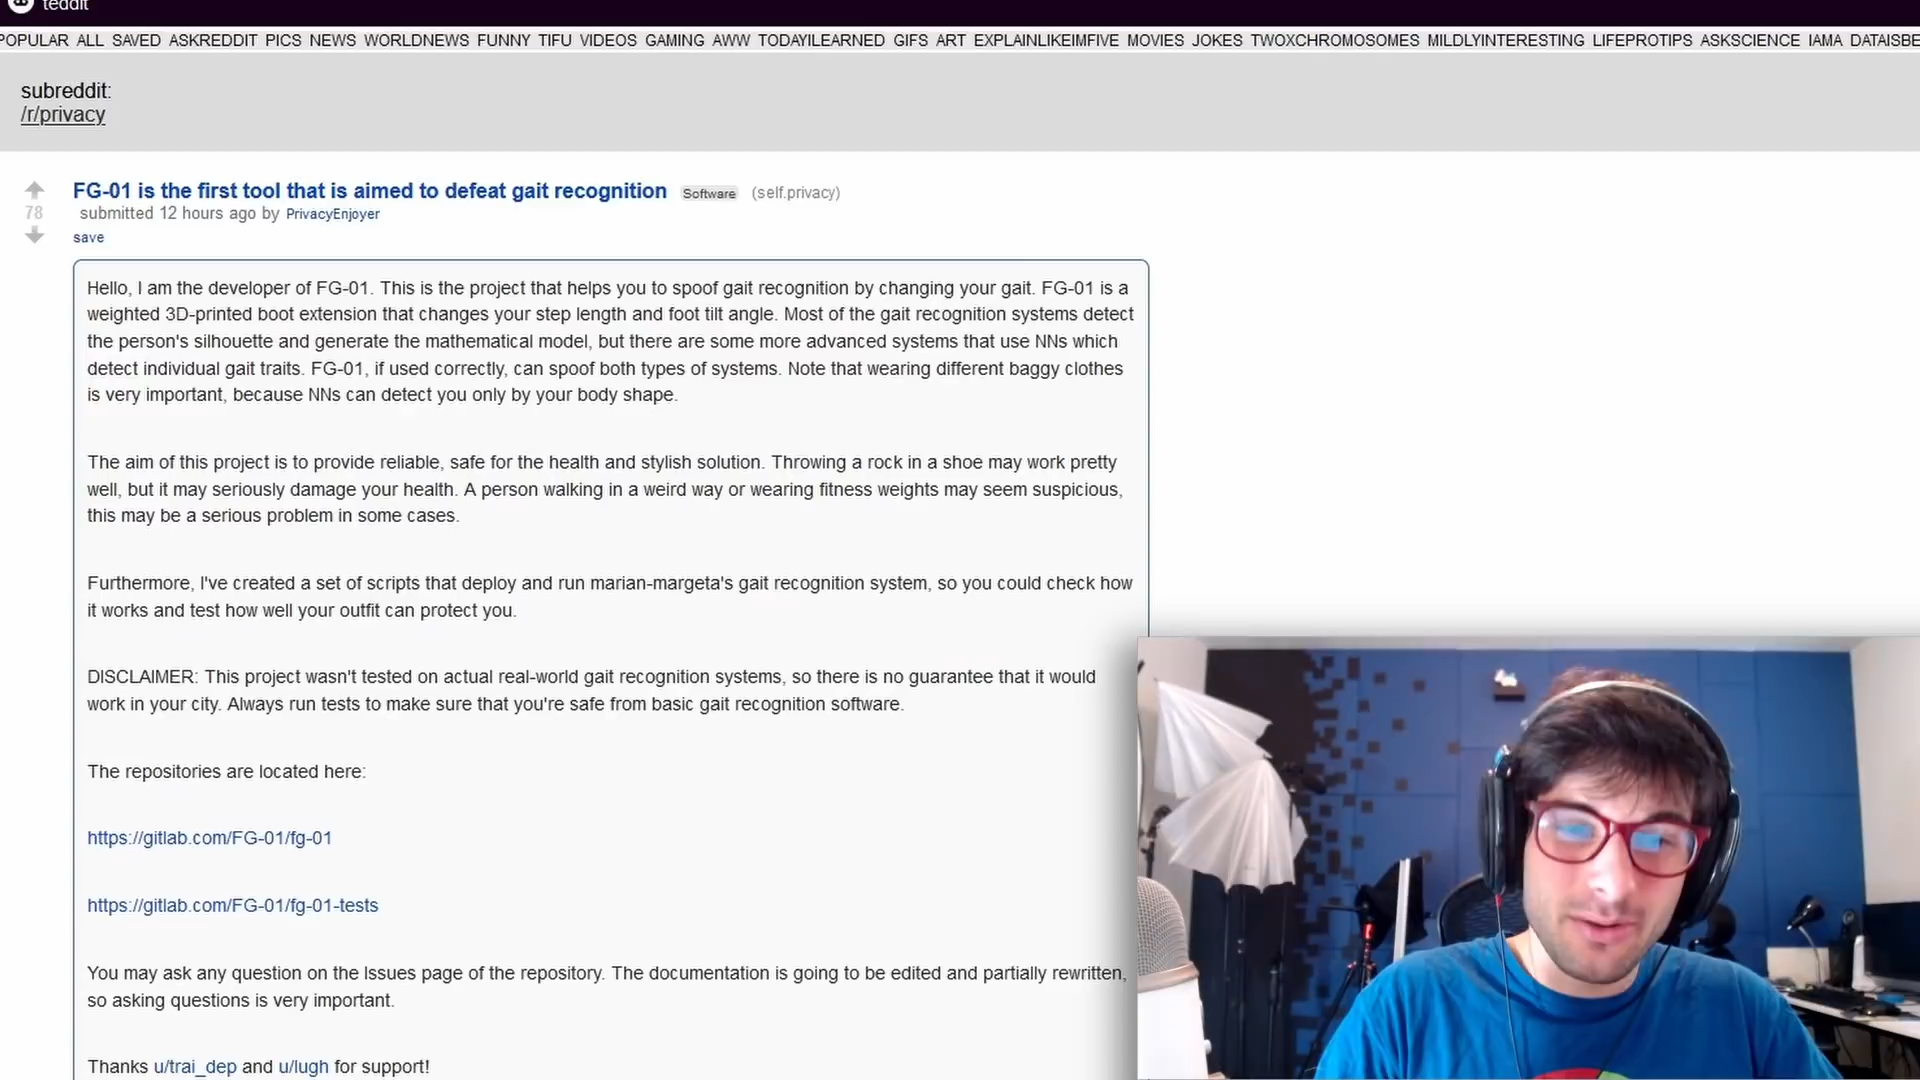 teddit
POPULAR ALL SAVED ASKREDDIT PICS NEWS WORLDNEWS FUNNY TIFU VIDEOS GAMING AWW TODAYILEARNED GIFS ART EXPLAINLIKEIMFIVE MOVIES JOKES TWOXCHROMOSOMES MILDLYINTERESTING LIFEPROTIPS ASKSCIENCE IAMA DATAISBE
subreddit:
/r/privacy
FG-01 is the first tool that is aimed to defeat gait recognition Software (self.privacy)
78
submitted 12 hours ago by PrivacyEnjoyer
save
Hello, I am the developer of FG-01. This is the project that helps you to spoof gait recognition by changing your gait. FG-01 is a
weighted 3D-printed boot extension that changes your step length and foot tilt angle. Most of the gait recognition systems detect
the person's silhouette and generate the mathematical model, but there are some more advanced systems that use NNs which
detect individual gait traits. FG-01, if used correctly, can spoof both types of systems. Note that wearing different baggy clothes
is very important, because NNs can detect you only by your body shape.
The aim of this project is to provide reliable, safe for the health and stylish solution. Throwing a rock in a shoe may work pretty
well, but it may seriously damage your health. A person walking in a weird way or wearing fitness weights may seem suspicious,
this may be a serious problem in some cases.
Furthermore, I've created a set of scripts that deploy and run marian-margeta's gait recognition system, so you could check how
it works and test how well your outfit can protect you.
DISCLAIMER: This project wasn't tested on actual real-world gait recognition systems, so there is no guarantee that it would
work in your city. Always run tests to make sure that you're safe from basic gait recognition software.
The repositories are located here:
https://gitlab.com/FG-01/fg-01
https://gitlab.com/FG-01/fg-01-tests
You may ask any question on the Issues page of the repository. The documentation is going to be edited and partially rewritten,
so asking questions is very important.
Thanks u/trai_dep and u/lugh for support!